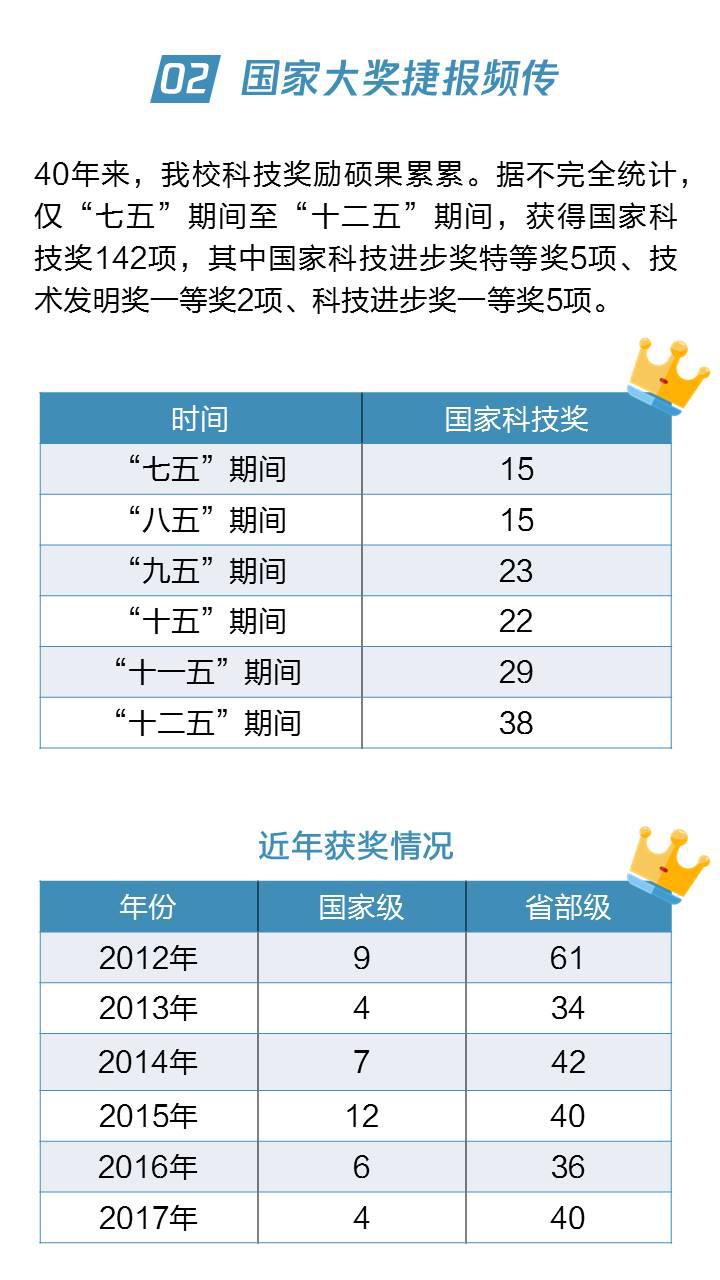 02 国家大奖捷报频传
40年来，我校科技奖励硕果累累。据不完全统计，
仅“七五”期间至“十二五”期间，获得国家科
技奖142项，其中国家科技进步奖特等奖5项、技
术发明奖一等奖2项、科技进步奖一等奖5项。
时间 国家科技奖
“七五”期间 15
“八五”期间 15
“九五”期间 23
“十五”期间 22
“十一五”期间 29
“十二五”期间 38
近年获奖情况
年份 国家级 省部级
2012年 9 61
2013年 4 34
2014年 7 42
2015年 12 40
2016年 6 36
2017年 4 40